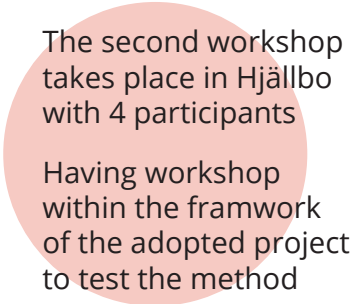 The second workshop
takes place in Hjällbo
with 4 participants
Having workshop
within the framwork
of the adopted project
to test the method